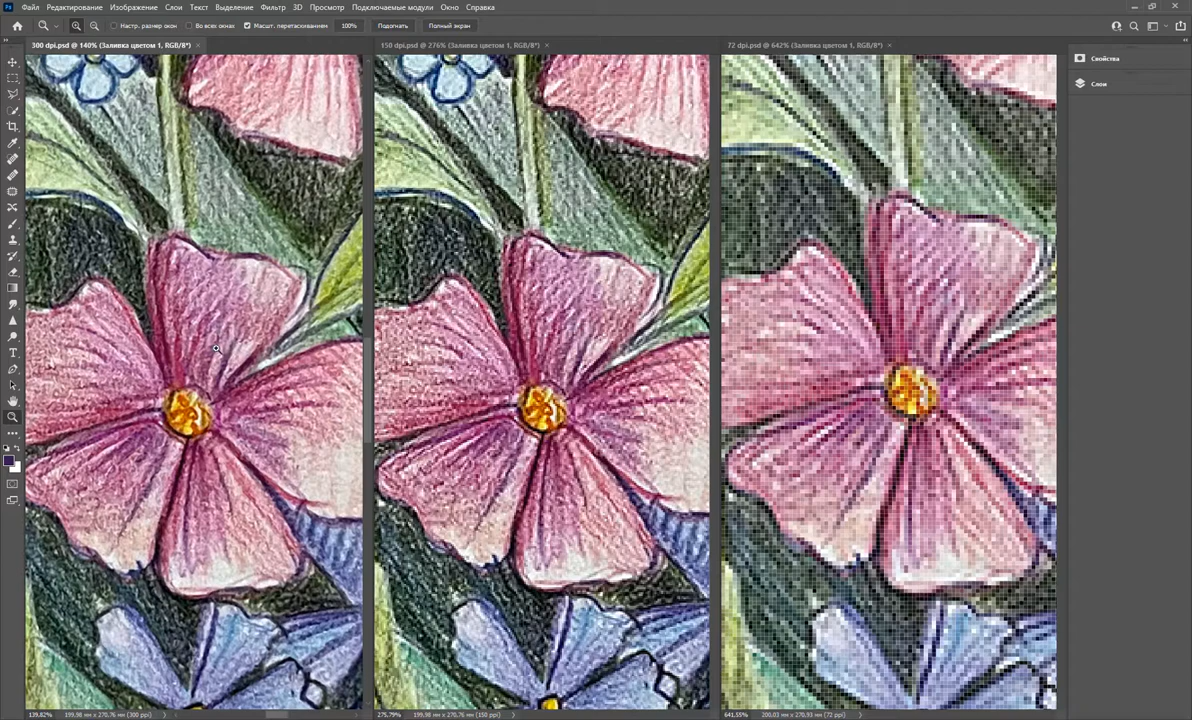 Файл Редактирование Изображение Слои Текст Выделение Фильтр 3D Просмотр Подключаемые модули Окно Справка
Настр. размер окон Во всех окнах Масшт. перетаскиванием 100% Подогнать Полный экран
300 dpi.psd @ 140% (Заливка цветом 1, RGB/8*) ×
150 dpi.psd @ 276% (Заливка цветом 1, RGB/8*) ×
72 dpi.psd @ 642% (Заливка цветом 1, RGB/8*) ×
Свойства
Слои
139,82% 199,98 мм x 270,76 мм (300 ppi)
275,79% 199,98 мм x 270,76 мм (150 ppi)
641,55% 200,03 мм x 270,93 мм (72 ppi)